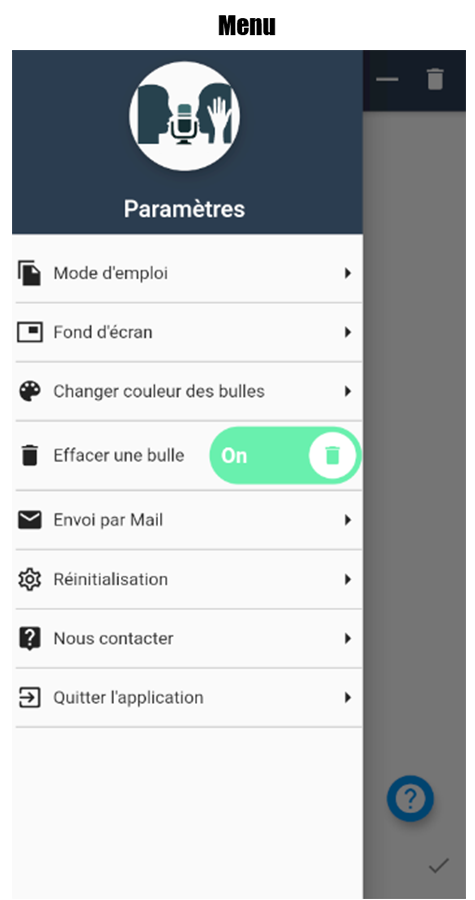 Menu
Paramètres
Mode d'emploi
Fond d'écran
Changer couleur des bulles
Effacer une bulle On
Envoi par Mail
Réinitialisation
Nous contacter
Quitter l'application